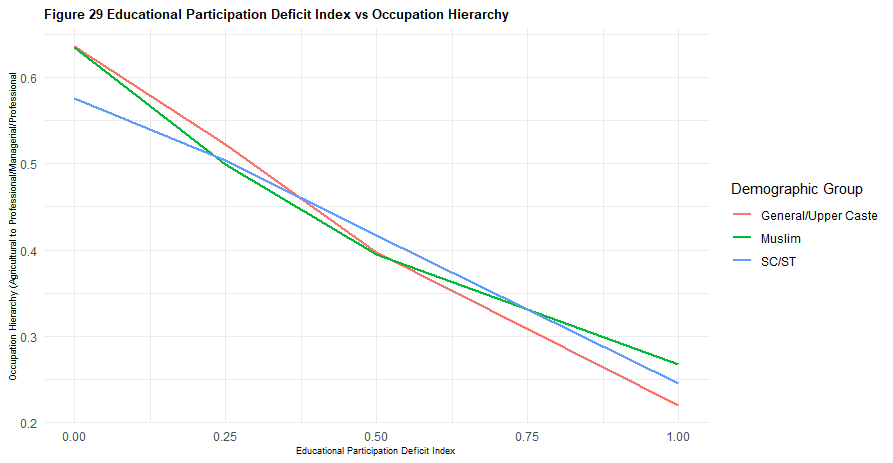 Figure 29 Educational Participation Deficit Index vs Occupation Hierarchy
Occupation Hierarchy (Agricultural to Professional/Managerial/Professional
0.6
0.5
0.4
0.3
0.2
0.00 0.25 0.50 0.75 1.00
Educational Participation Deficit Index
Demographic Group
General/Upper Caste
Muslim
SC/ST